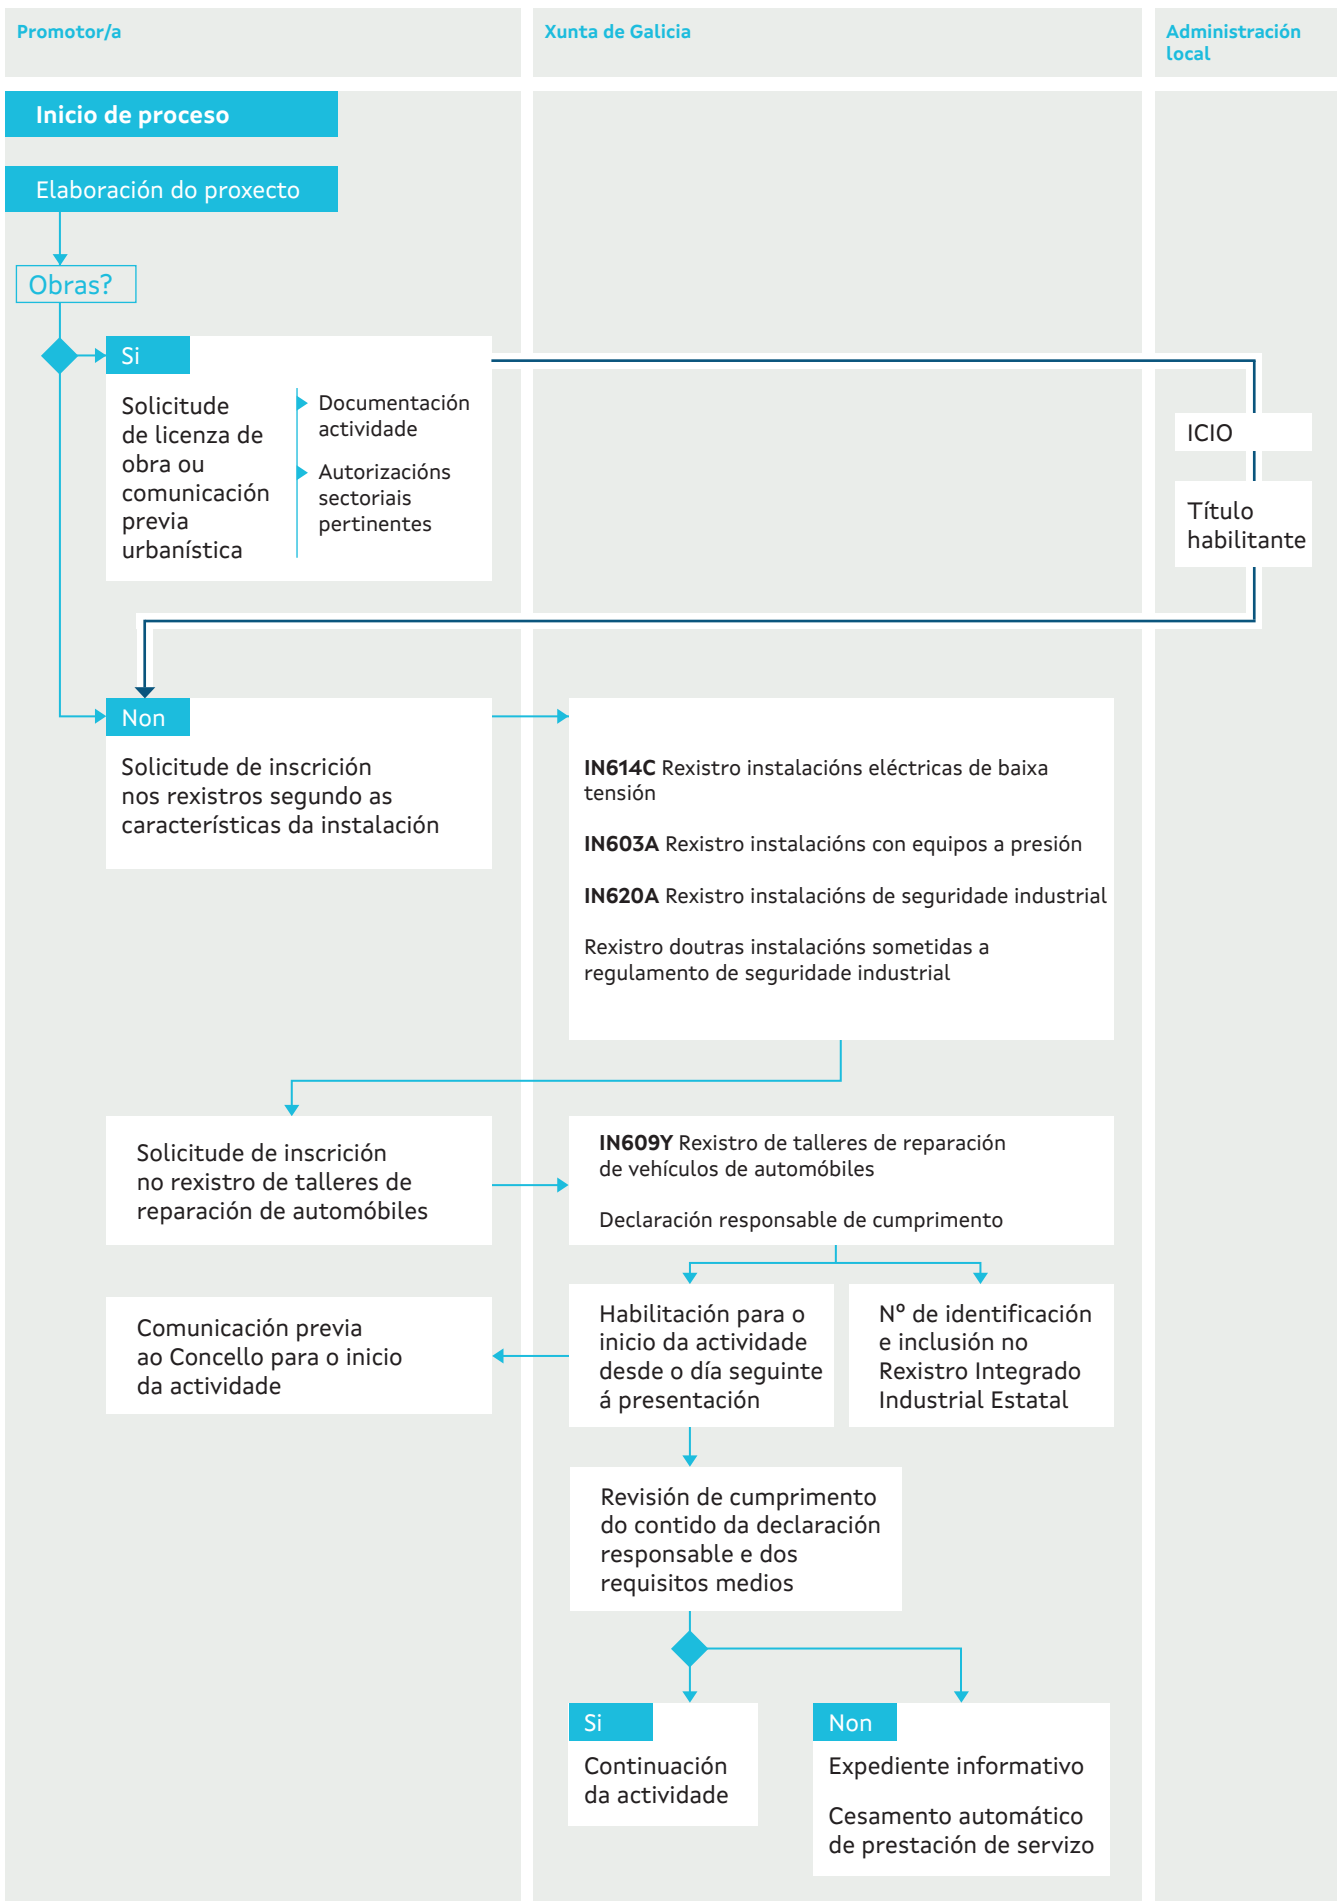 Promotor/a
Xunta de Galicia
Administración
local
Inicio de proceso
Elaboración do proxecto
Obras?
Si
Solicitude
de licenza de
obra ou
comunicación
previa
urbanística
Documentación
actividade
Autorizacións
sectoriais
pertinentes
ICIO
Título
habilitante
Non
Solicitude de inscrición
nos rexistros segundo as
características da instalación
IN614C Rexistro instalacións eléctricas de baixa
tensión
IN603A Rexistro instalacións con equipos a presión
IN620A Rexistro instalacións de seguridade industrial
Rexistro doutras instalacións sometidas a
regulamento de seguridade industrial
Solicitude de inscrición
no rexistro de talleres de
reparación de automóbiles
IN609Y Rexistro de talleres de reparación
de vehículos de automóbiles
Declaración responsable de cumprimento
Comunicación previa
ao Concello para o inicio
da actividade
Habilitación para o
inicio da actividade
desde o día seguinte
á presentación
Nº de identificación
e inclusión no
Rexistro Integrado
Industrial Estatal
Revisión de cumprimento
do contido da declaración
responsable e dos
requisitos medios
Si
Continuación
da actividade
Non
Expediente informativo
Cesamento automático
de prestación de servizo